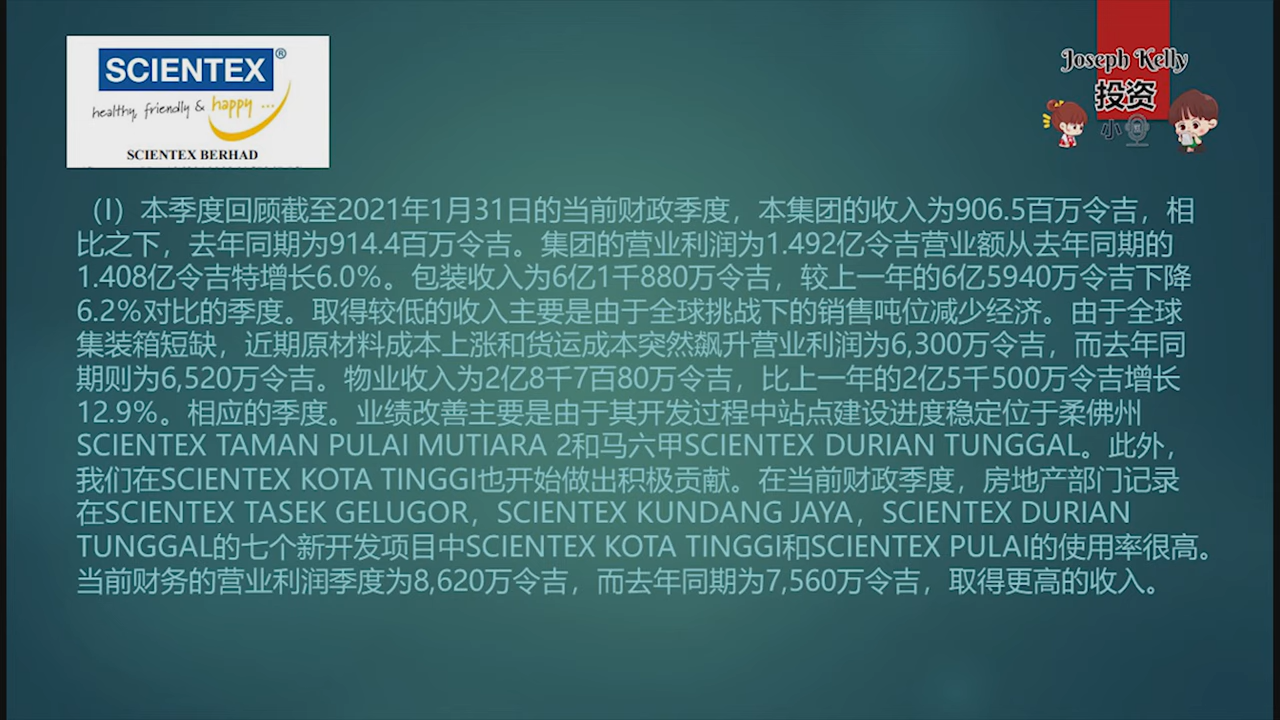 SCIENTEX®
healthy, friendly & happy ...
SCIENTEX BERHAD
Joseph Kelly
投资
小
（I）本季度回顾截至2021年1月31日的当前财政季度，本集团的收入为906.5百万令吉，相
比之下，去年同期为914.4百万令吉。集团的营业利润为1.492亿令吉营业额从去年同期的
1.408亿令吉特增长6.0%。包装收入为6亿1千880万令吉，较上一年的6亿5940万令吉下降
6.2%对比的季度。取得较低的收入主要是由于全球挑战下的销售吨位减少经济。由于全球
集装箱短缺，近期原材料成本上涨和货运成本突然飙升营业利润为6,300万令吉，而去年同
期则为6,520万令吉。物业收入为2亿8千7百80万令吉，比上一年的2亿5千500万令吉增长
12.9%。相应的季度。业绩改善主要是由于其开发过程中站点建设进度稳定位于柔佛州
SCIENTEX TAMAN PULAI MUTIARA 2和马六甲SCIENTEX DURIAN TUNGGAL。此外，
我们在SCIENTEX KOTA TINGGI也开始做出积极贡献。在当前财政季度，房地产部门记录
在SCIENTEX TASEK GELUGOR，SCIENTEX KUNDANG JAYA，SCIENTEX DURIAN
TUNGGAL的七个新开发项目中SCIENTEX KOTA TINGGI和SCIENTEX PULAI的使用率很高。
当前财务的营业利润季度为8,620万令吉，而去年同期为7,560万令吉，取得更高的收入。